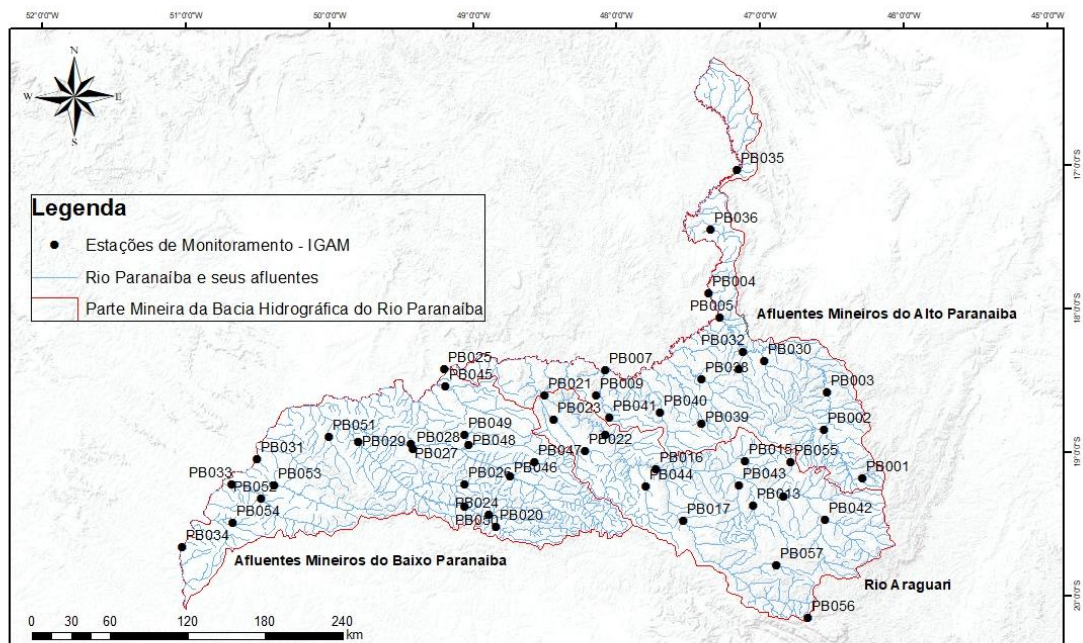 52°0'0"W 51°0'0"W 50°0'0"W 49°0'0"W 48°0'0"W 47°0'0"W 46°0'0"W 45°0'0"W
N
W E
S
17°0'0"S
18°0'0"S
19°0'0"S
20°0'0"S
Legenda
Estações de Monitoramento - IGAM
Rio Paranaíba e seus afluentes
Parte Mineira da Bacia Hidrográfica do Rio Paranaíba
PB035
PB036
PB004
PB005
Afluentes Mineiros do Alto Paranaiba
PB032
PB030
PB025
PB007
PB038
PB045
PB021
PB009
PB003
PB023
PB041
PB040
PB039
PB002
PB051
PB049
PB029
PB028
PB048
PB022
PB027
PB031
PB047
PB016
PB015
PB055
PB001
PB033
PB053
PB026
PB046
PB044
PB043
PB052
PB013
PB054
PB024
PB050
PB020
PB017
PB042
PB034
Afluentes Mineiros do Baixo Paranaiba
PB057
Rio Araguari
PB056
0 30 60 120 180 240
km